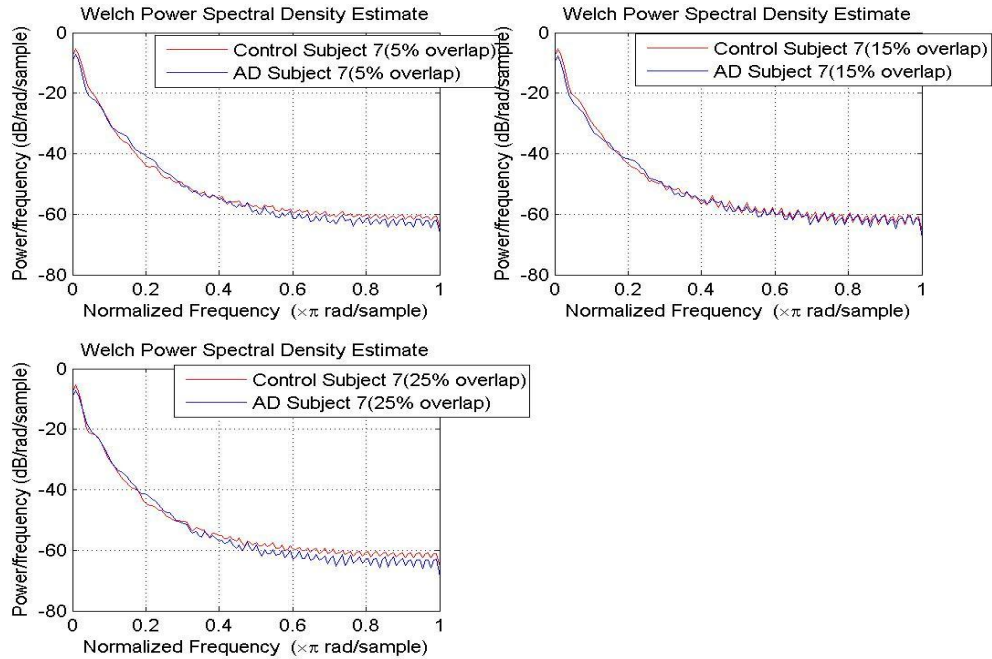 Welch Power Spectral Density Estimate
Control Subject 7(5% overlap)
AD Subject 7(5% overlap)
Power/frequency (dB/rad/sample)
0
-20
-40
-60
-80
0 0.2 0.4 0.6 0.8 1
Normalized Frequency (×π rad/sample)
Welch Power Spectral Density Estimate
Control Subject 7(15% overlap)
AD Subject 7(15% overlap)
Power/frequency (dB/rad/sample)
0
-20
-40
-60
-80
0 0.2 0.4 0.6 0.8 1
Normalized Frequency (×π rad/sample)
Welch Power Spectral Density Estimate
Control Subject 7(25% overlap)
AD Subject 7(25% overlap)
Power/frequency (dB/rad/sample)
0
-20
-40
-60
-80
0 0.2 0.4 0.6 0.8 1
Normalized Frequency (×π rad/sample)